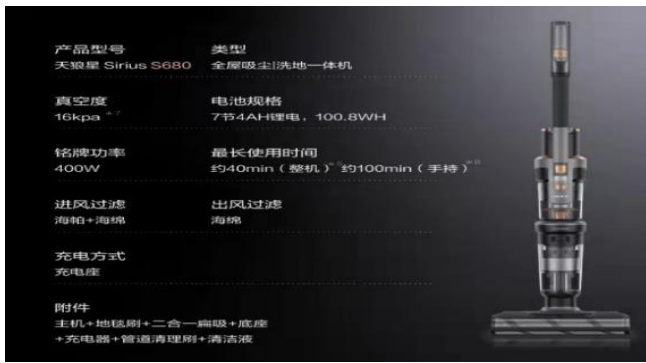 产品型号
类型
天狼星 Sirius S680
全屋吸尘|洗地一体机
真空度
电池规格
16kpa *7
7节4AH锂电，100.8WH
铭牌功率
最长使用时间
400W
约40min（整机） 约100min（手持）*8
进风过滤
出风过滤
海帕+海绵
海绵
充电方式
充电座
附件
主机+地毯刷+二合一扁吸+底座
+充电器+管道清理刷+清洁液